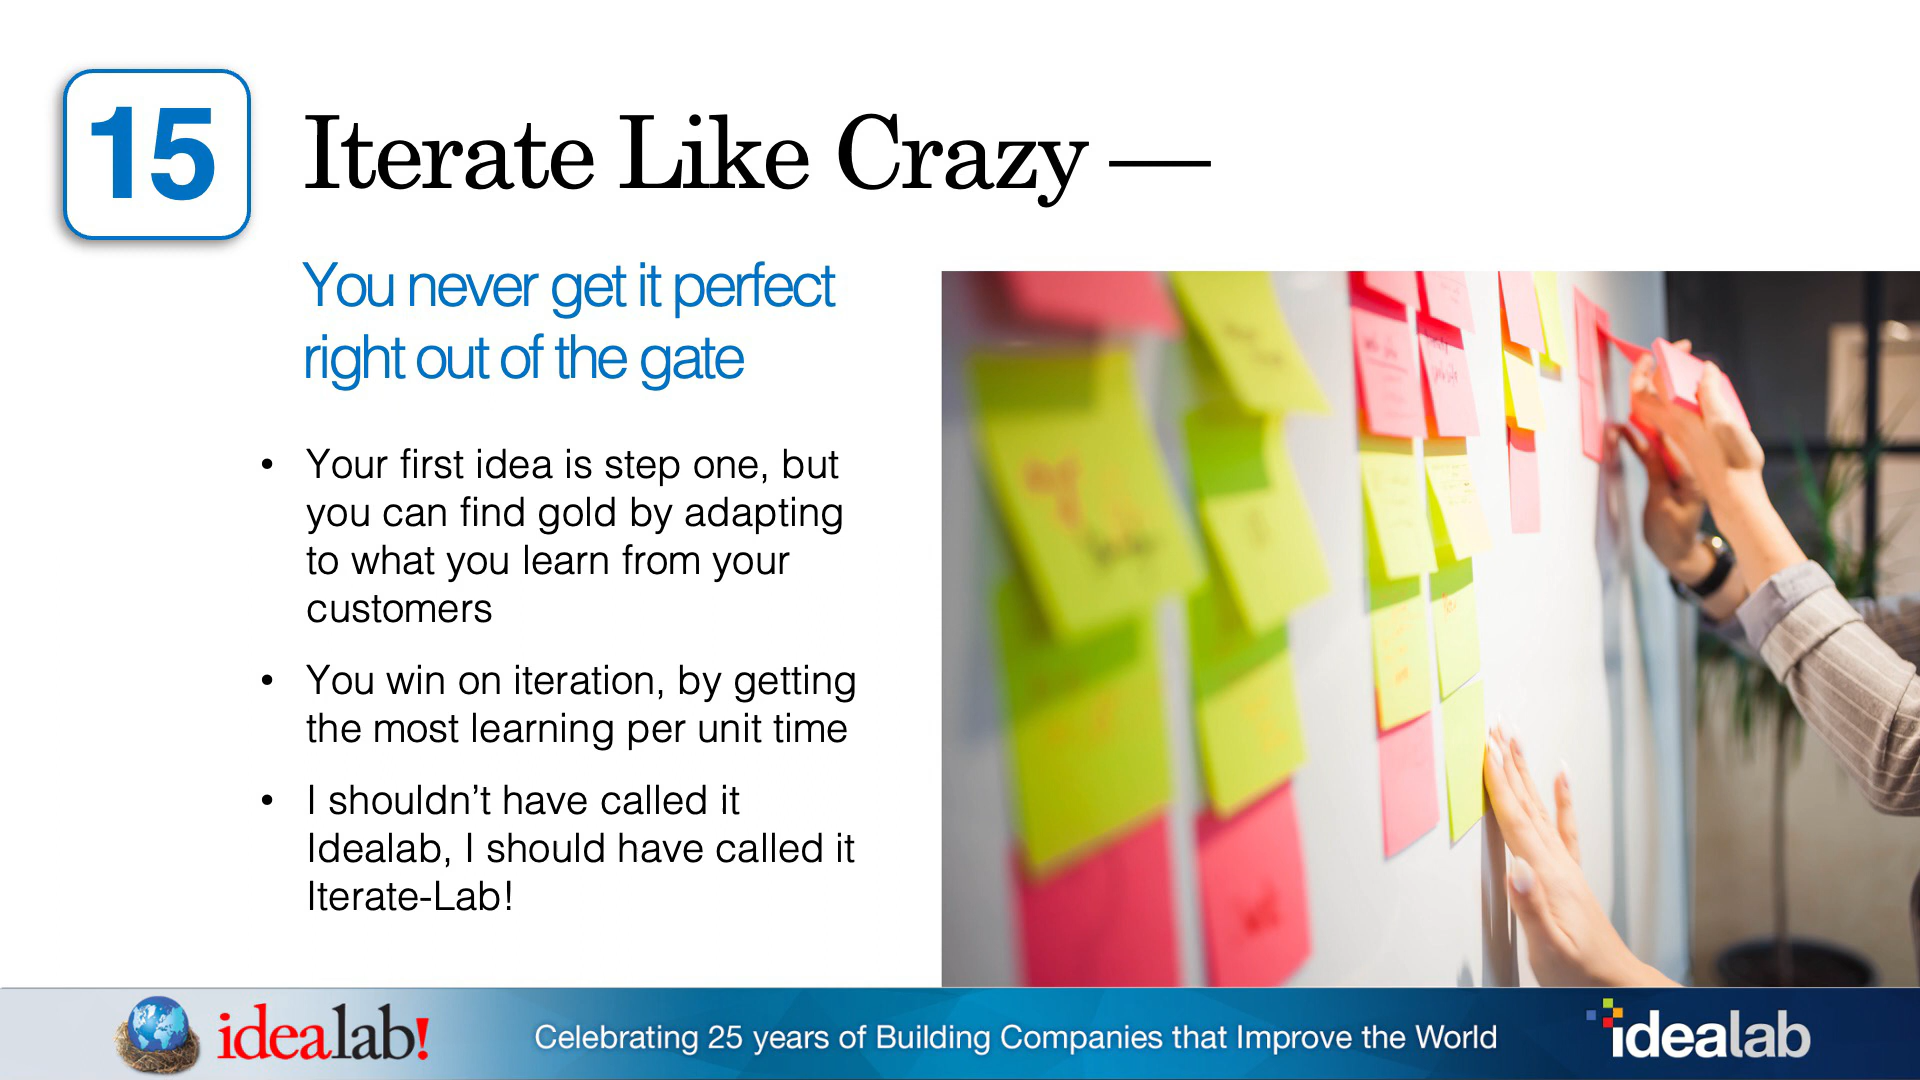 15
Iterate Like Crazy —
You never get it perfect
right out of the gate
• Your first idea is step one, but
you can find gold by adapting
to what you learn from your
customers
• You win on iteration, by getting
the most learning per unit time
• I shouldn’t have called it
Idealab, I should have called it
Iterate-Lab!
idealab!
Celebrating 25 years of Building Companies that Improve the World
idealab